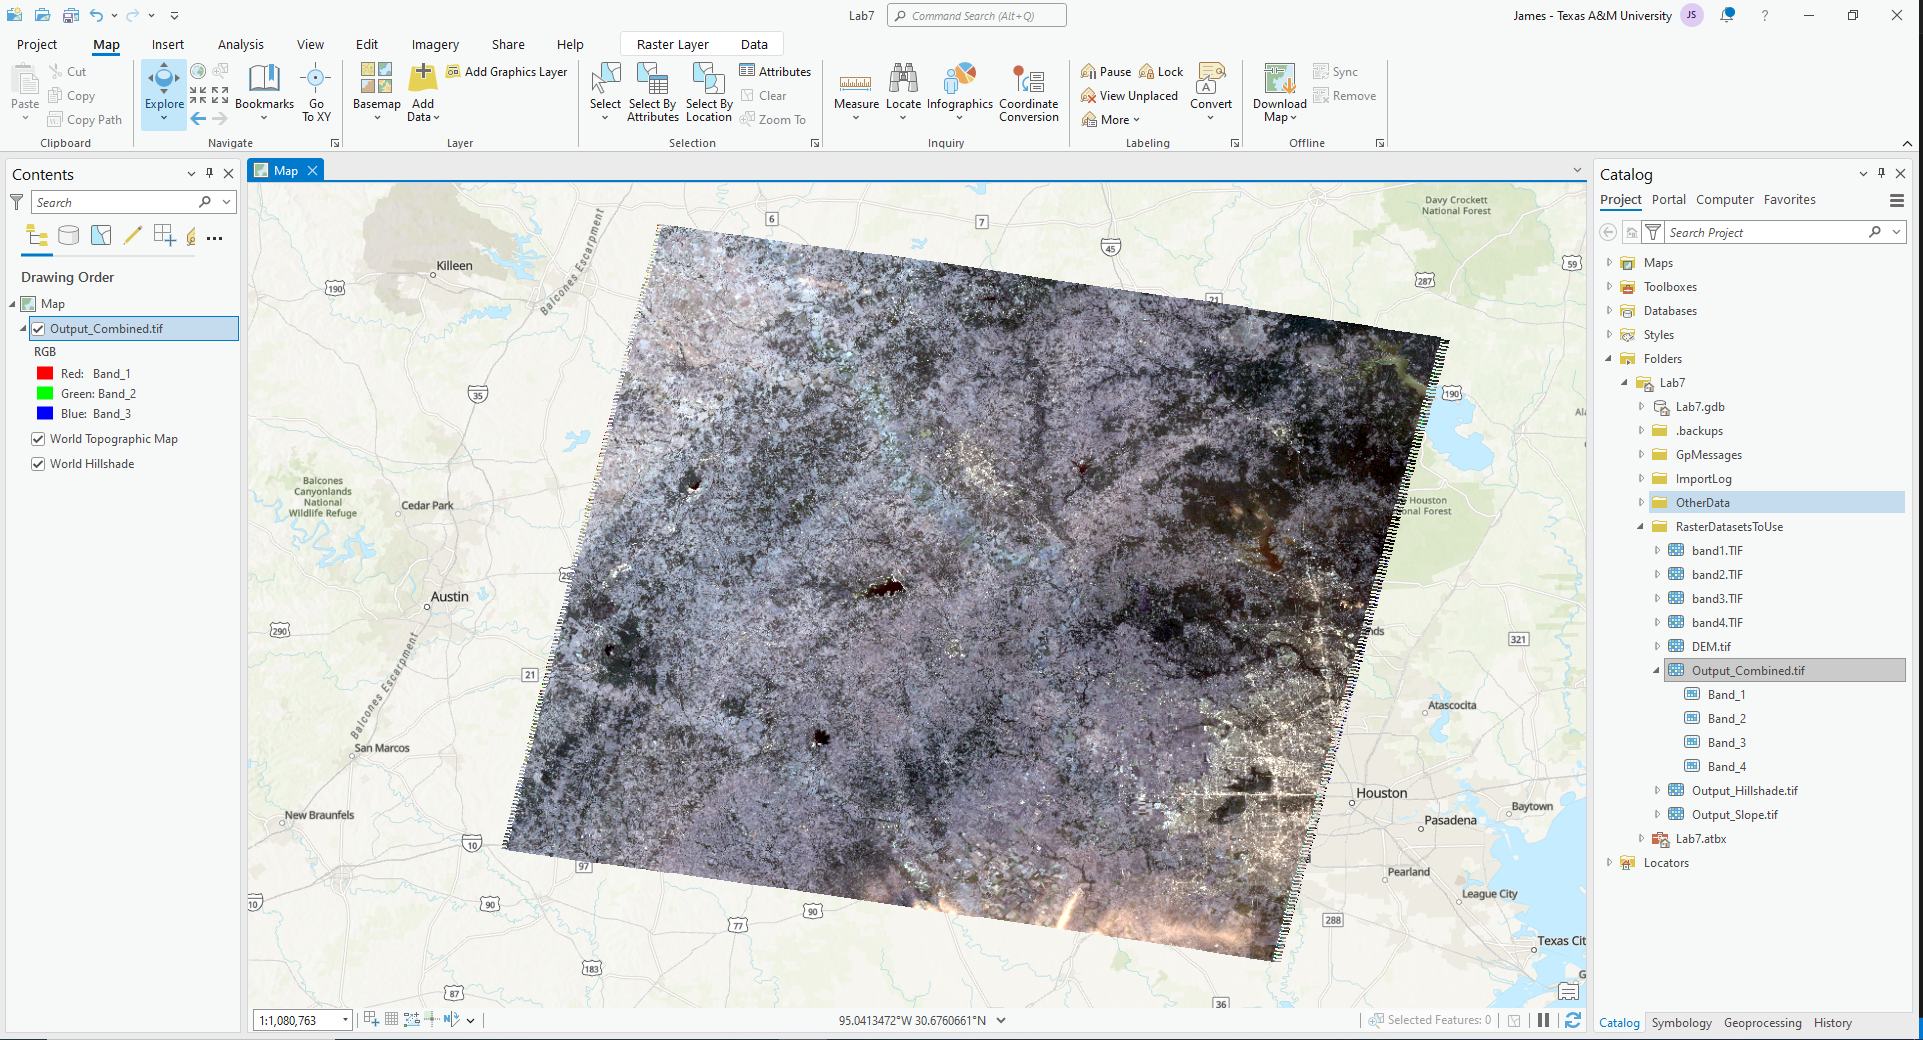 Lab7
Command Search (Alt+Q)
James - Texas A&M University
JS
?
Project
Map
Insert
Analysis
View
Edit
Imagery
Share
Help
Raster Layer
Data
Paste
Cut
Copy
Copy Path
Clipboard
Explore
Bookmarks
Go
To XY
Navigate
Basemap
Add
Data
Add Graphics Layer
Layer
Select
Select By
Attributes
Select By
Location
Attributes
Clear
Zoom To
Selection
Measure
Locate
Infographics
Coordinate
Conversion
Inquiry
Pause
Lock
View Unplaced
More
Convert
Labeling
Download
Map
Sync
Remove
Offline
Contents
Search
Drawing Order
Map
Output_Combined.tif
RGB
Red: Band_1
Green: Band_2
Blue: Band_3
World Topographic Map
World Hillshade
Map
Davy Crockett
National Forest
6
7
45
59
287
190
21
Killeen
Balcones Escarpment
35
190
Balcones
Canyonlands
National
Wildlife Refuge
Cedar Park
Houston
onal Forest
Austin
290
29
nds
321
21
Balcones Escarpment
San Marcos
Atascocita
New Braunfels
Houston
Baytown
Pasadena
10
97
Pearland
League City
10
90
90
77
288
Texas Cit
183
87
36
1:1,080,763
95.0413472°W 30.6760661°N
Selected Features: 0
Catalog
Project
Portal
Computer
Favorites
Search Project
Maps
Toolboxes
Databases
Styles
Folders
Lab7
Lab7.gdb
.backups
GpMessages
ImportLog
OtherData
RasterDatasetsToUse
band1.TIF
band2.TIF
band3.TIF
band4.TIF
DEM.tif
Output_Combined.tif
Band_1
Band_2
Band_3
Band_4
Output_Hillshade.tif
Output_Slope.tif
Lab7.atbx
Locators
Catalog
Symbology
Geoprocessing
History